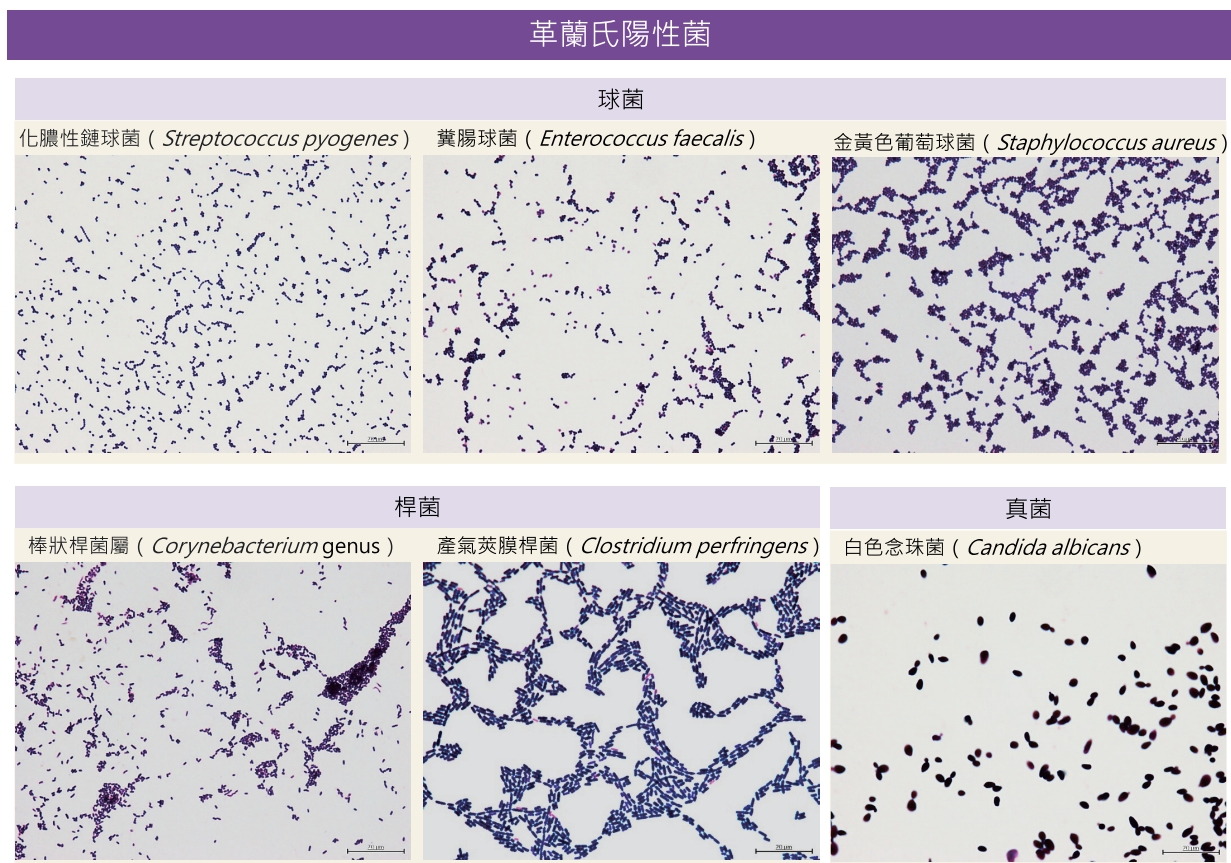 革蘭氏陽性菌
球菌
化膿性鏈球菌 ( Streptococcus pyogenes )
糞腸球菌 ( Enterococcus faecalis )
金黃色葡萄球菌 ( Staphylococcus aureus )
桿菌
真菌
棒狀桿菌屬 ( Corynebacterium genus )
產氣莢膜桿菌 ( Clostridium perfringens )
白色念珠菌 ( Candida albicans )